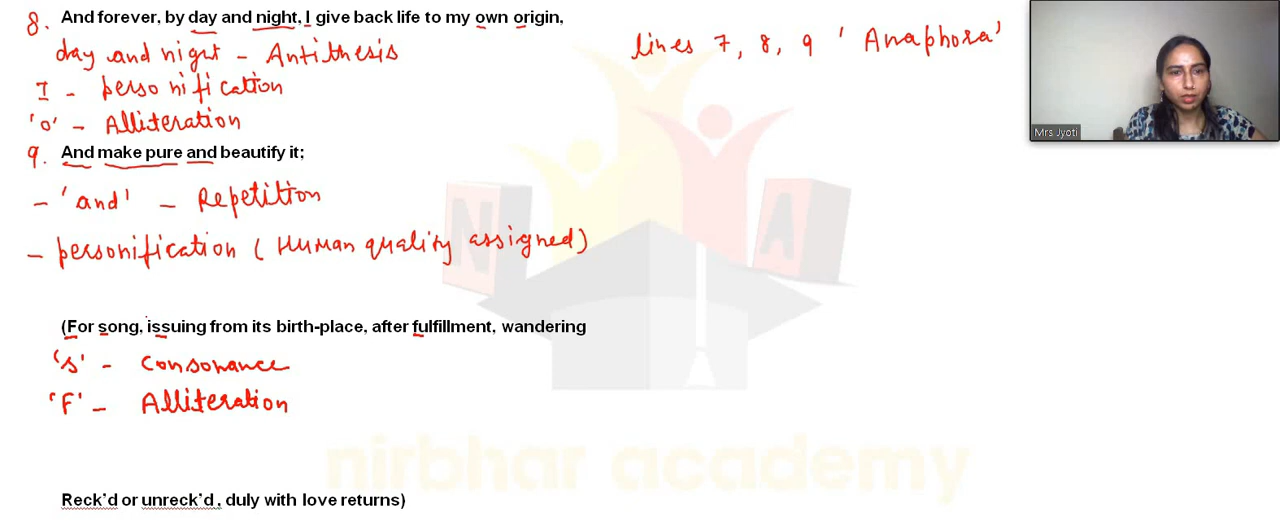 8. And forever, by day and night, I give back life to my own origin,
lines 7, 8, 9 ' Anaphora'
day and night - Antithesis
I - personification
'o' - Alliteration
9. And make pure and beautify it;
- 'and' - Repetition
- personification ( Human quality assigned)
(For song, issuing from its birth-place, after fulfillment, wandering
's' - Consonance
'F' - Alliteration
Reck'd or unreck'd, duly with love returns)
Mrs Jyoti
N A
nirbhar academy